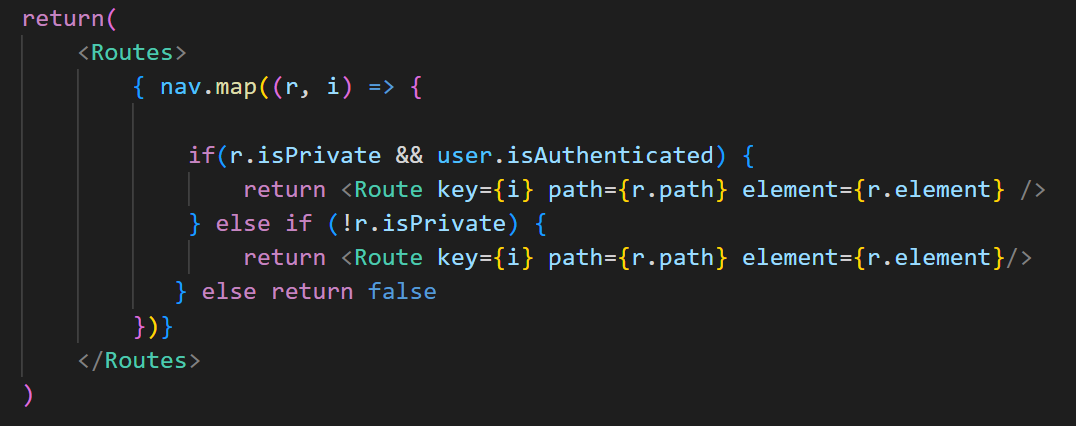 return(
<Routes>
{ nav.map((r, i) => {
if(r.isPrivate && user.isAuthenticated) {
return <Route key={i} path={r.path} element={r.element} />
} else if (!r.isPrivate) {
return <Route key={i} path={r.path} element={r.element}/>
} else return false
})}
</Routes>
)